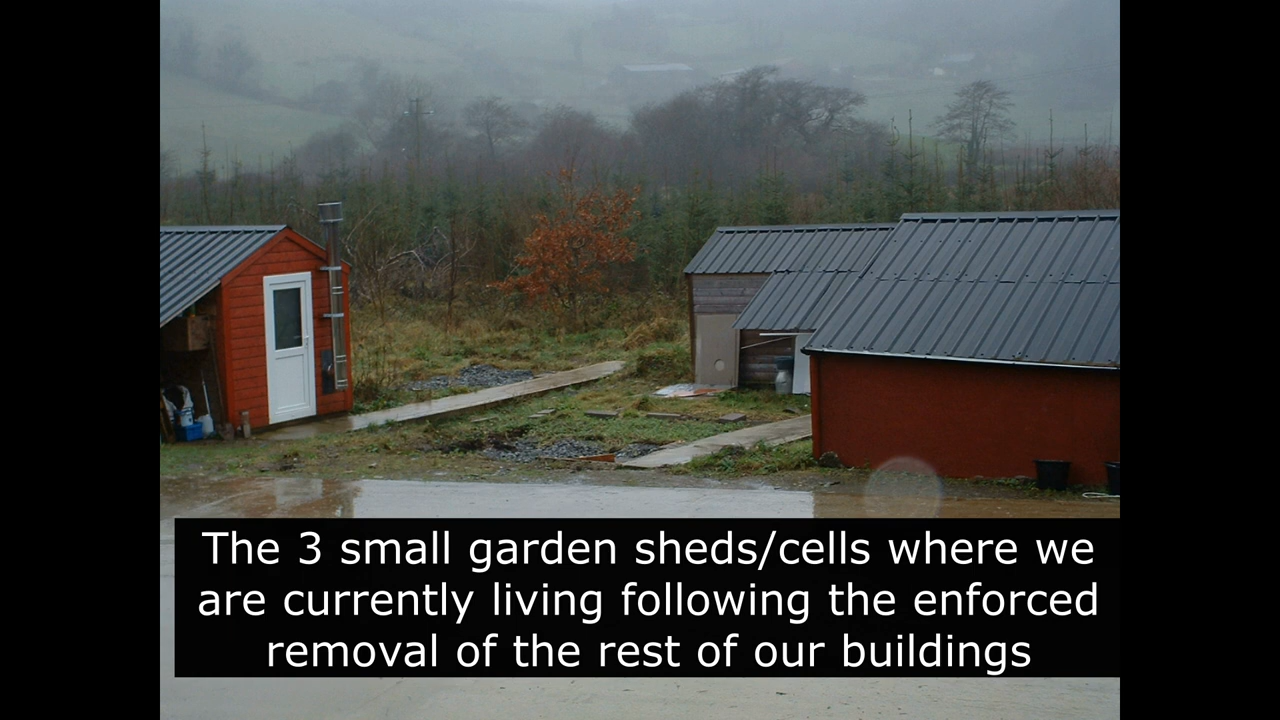 The 3 small garden sheds/cells where we
are currently living following the enforced
removal of the rest of our buildings